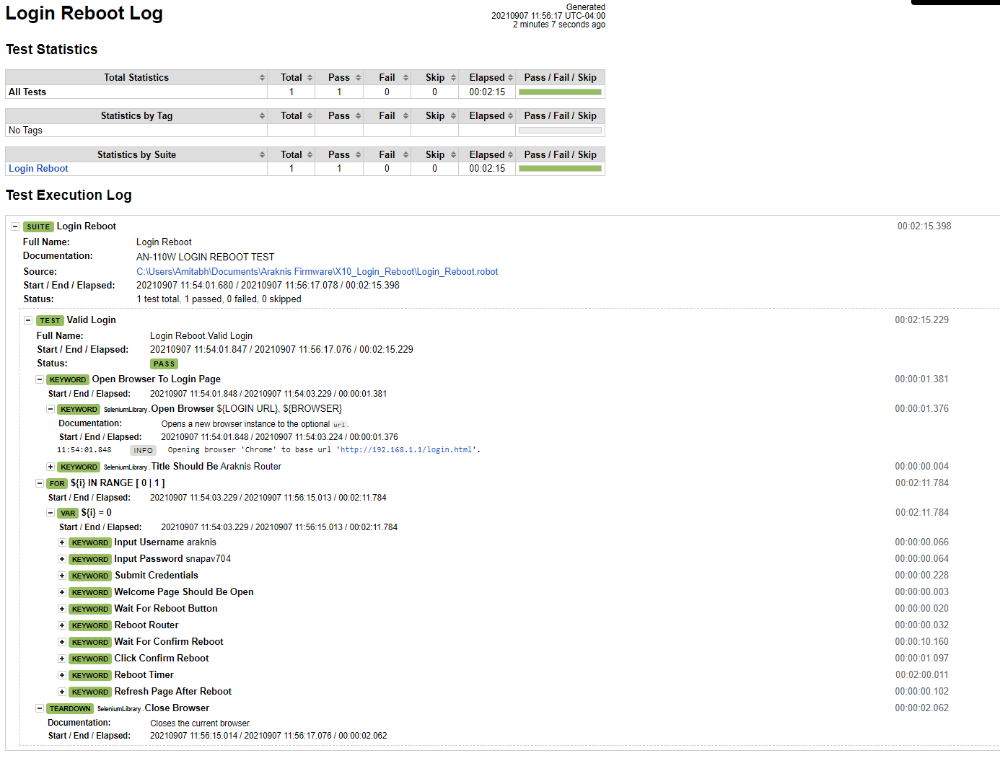 Login Reboot Log
Generated
20210907 11:56:17 UTC-04:00
2 minutes 7 seconds ago
Test Statistics
Total Statistics Total Pass Fail Skip Elapsed Pass / Fail / Skip
All Tests 1 1 0 0 00:02:15
Statistics by Tag Total Pass Fail Skip Elapsed Pass / Fail / Skip
No Tags
Statistics by Suite Total Pass Fail Skip Elapsed Pass / Fail / Skip
Login Reboot 1 1 0 0 00:02:15
Test Execution Log
SUITE Login Reboot 00:02:15.398
Full Name: Login Reboot
Documentation: AN-110W LOGIN REBOOT TEST
Source: C:\Users\Amitabh\Documents\Araknis Firmware\X10_Login_Reboot\Login_Reboot.robot
Start / End / Elapsed: 20210907 11:54:01.680 / 20210907 11:56:17.078 / 00:02:15.398
Status: 1 test total, 1 passed, 0 failed, 0 skipped
TEST Valid Login 00:02:15.229
Full Name: Login Reboot.Valid Login
Start / End / Elapsed: 20210907 11:54:01.847 / 20210907 11:56:17.076 / 00:02:15.229
Status: PASS
KEYWORD Open Browser To Login Page 00:00:01.381
Start / End / Elapsed: 20210907 11:54:01.848 / 20210907 11:54:03.229 / 00:00:01.381
KEYWORD SeleniumLibrary.Open Browser ${LOGIN URL}, ${BROWSER} 00:00:01.376
Documentation: Opens a new browser instance to the optional url.
Start / End / Elapsed: 20210907 11:54:01.848 / 20210907 11:54:03.224 / 00:00:01.376
11:54:01.848 INFO Opening browser 'Chrome' to base url 'http://192.168.1.1/login.html'.
KEYWORD SeleniumLibrary.Title Should Be Araknis Router 00:00:00.004
FOR ${i} IN RANGE [ 0 | 1 ] 00:02:11.784
Start / End / Elapsed: 20210907 11:54:03.229 / 20210907 11:56:15.013 / 00:02:11.784
VAR ${i} = 0 00:02:11.784
Start / End / Elapsed: 20210907 11:54:03.229 / 20210907 11:56:15.013 / 00:02:11.784
KEYWORD Input Username araknis 00:00:00.066
KEYWORD Input Password snapav704 00:00:00.064
KEYWORD Submit Credentials 00:00:00.228
KEYWORD Welcome Page Should Be Open 00:00:00.003
KEYWORD Wait For Reboot Button 00:00:00.020
KEYWORD Reboot Router 00:00:00.032
KEYWORD Wait For Confirm Reboot 00:00:10.160
KEYWORD Click Confirm Reboot 00:00:01.097
KEYWORD Reboot Timer 00:02:00.011
KEYWORD Refresh Page After Reboot 00:00:00.102
TEARDOWN SeleniumLibrary.Close Browser 00:00:02.062
Documentation: Closes the current browser.
Start / End / Elapsed: 20210907 11:56:15.014 / 20210907 11:56:17.076 / 00:00:02.062